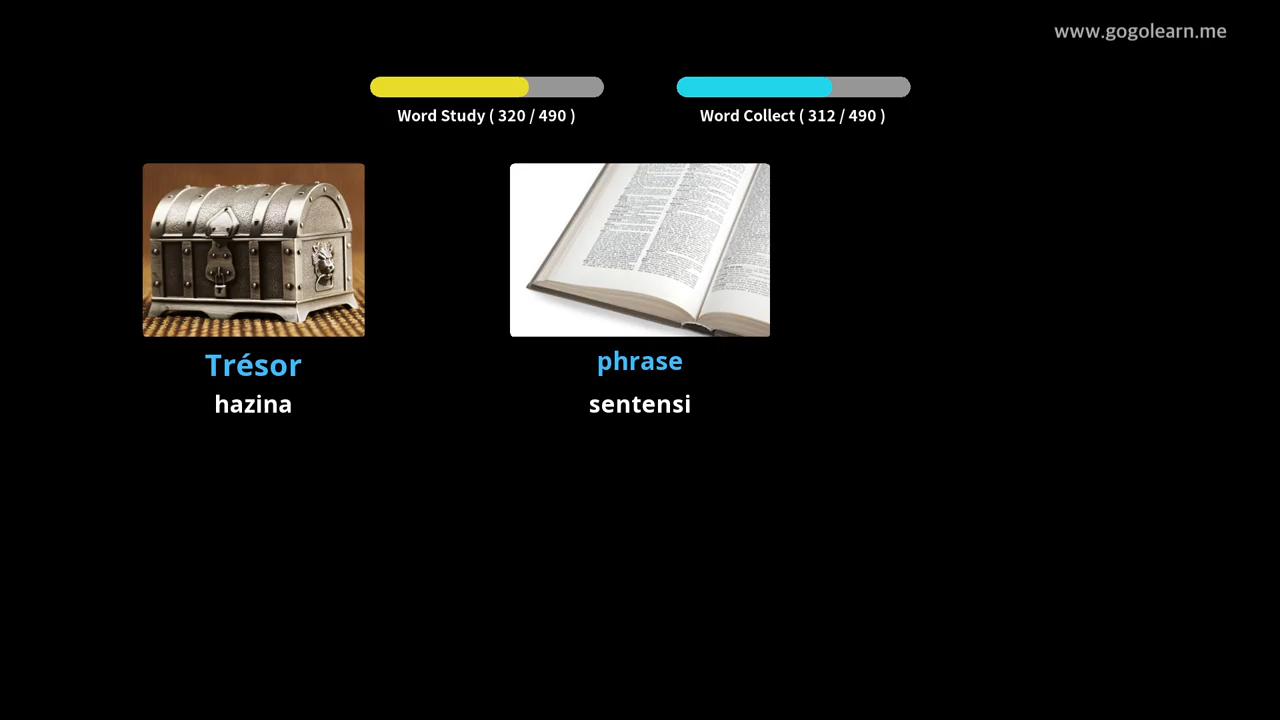 www.gogolearn.me
Word Study ( 320 / 490 )
Word Collect ( 312 / 490 )
Trésor
hazina
phrase
sentensi